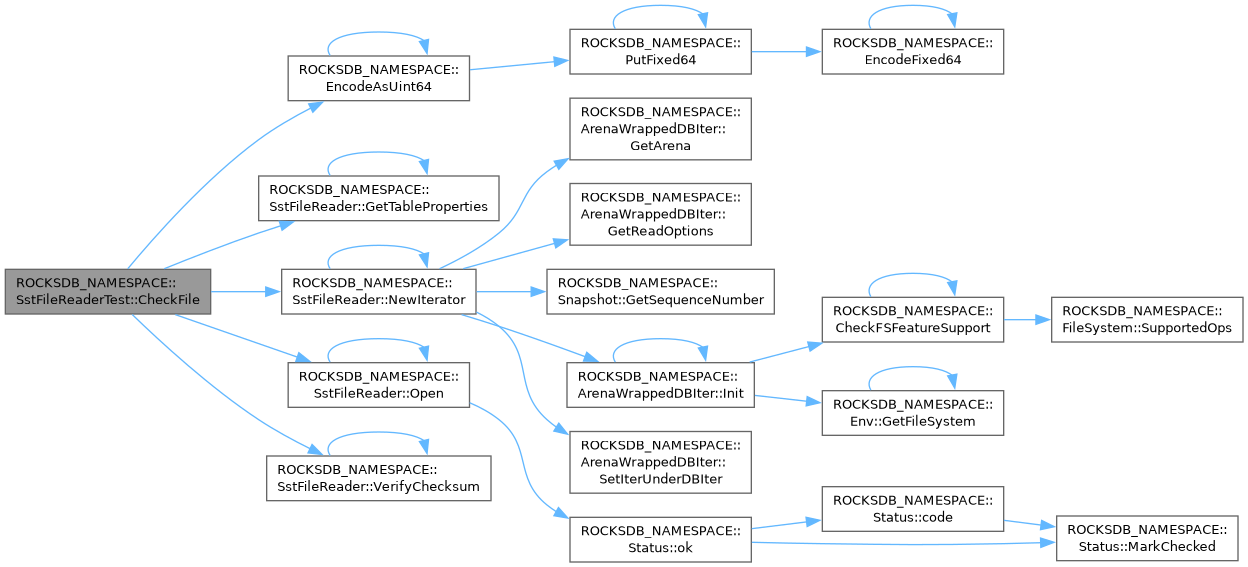 ROCKSDB_NAMESPACE::
SstFileReaderTest::CheckFile
ROCKSDB_NAMESPACE::
EncodeAsUint64
ROCKSDB_NAMESPACE::
PutFixed64
ROCKSDB_NAMESPACE::
EncodeFixed64
ROCKSDB_NAMESPACE::
SstFileReader::GetTableProperties
ROCKSDB_NAMESPACE::
SstFileReader::NewIterator
ROCKSDB_NAMESPACE::
ArenaWrappedDBIter::
GetArena
ROCKSDB_NAMESPACE::
ArenaWrappedDBIter::
GetReadOptions
ROCKSDB_NAMESPACE::
Snapshot::GetSequenceNumber
ROCKSDB_NAMESPACE::
ArenaWrappedDBIter::Init
ROCKSDB_NAMESPACE::
CheckFSFeatureSupport
ROCKSDB_NAMESPACE::
FileSystem::SupportedOps
ROCKSDB_NAMESPACE::
Env::GetFileSystem
ROCKSDB_NAMESPACE::
ArenaWrappedDBIter::
SetIterUnderDBIter
ROCKSDB_NAMESPACE::
SstFileReader::Open
ROCKSDB_NAMESPACE::
Status::ok
ROCKSDB_NAMESPACE::
Status::code
ROCKSDB_NAMESPACE::
Status::MarkChecked
ROCKSDB_NAMESPACE::
SstFileReader::VerifyChecksum